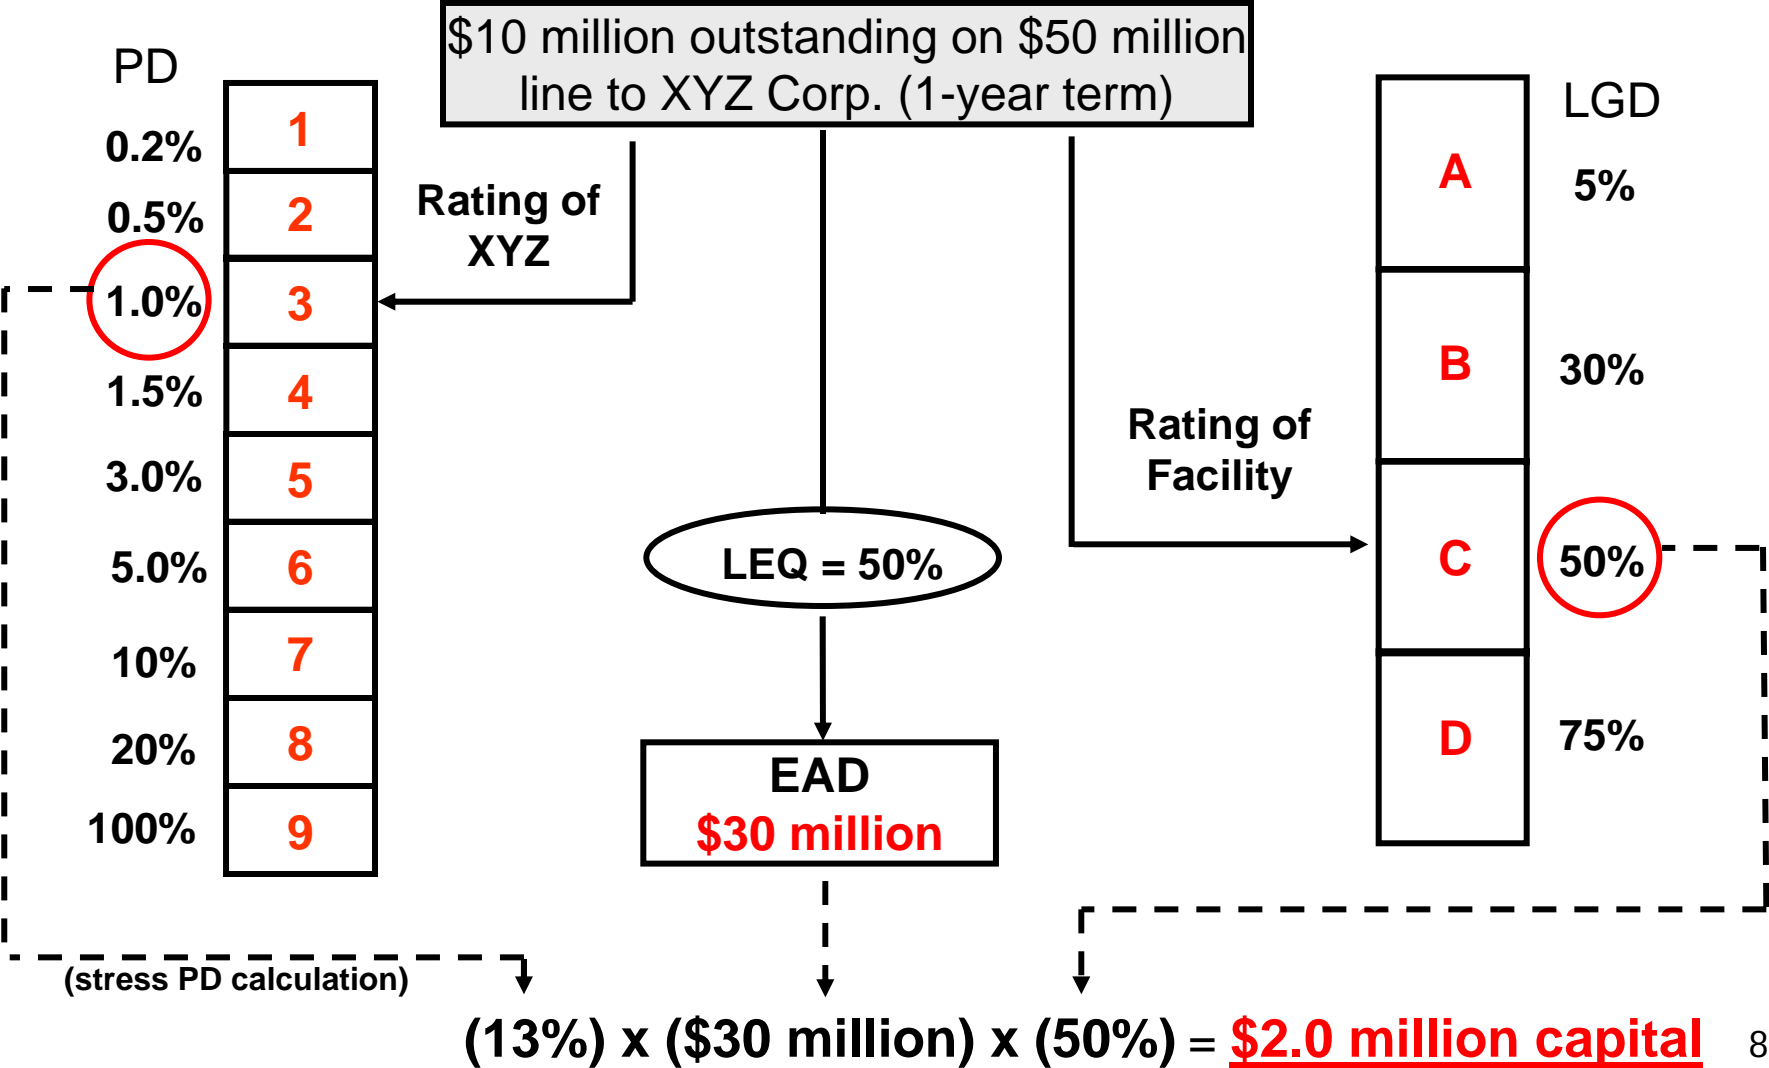 $10 million outstanding on $50 million
line to XYZ Corp. (1-year term)
PD
0.2% 1
0.5% 2
1.0% 3
1.5% 4
3.0% 5
5.0% 6
10% 7
20% 8
100% 9
Rating of
XYZ
LEQ = 50%
EAD
$30 million
Rating of
Facility
LGD
A 5%
B 30%
C 50%
D 75%
(stress PD calculation)
(13%) x ($30 million) x (50%) = $2.0 million capital
8